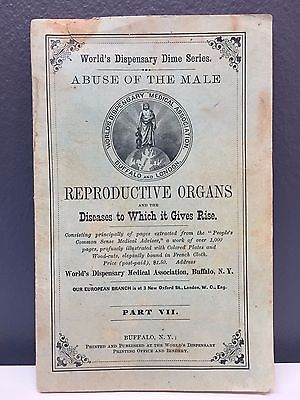 World's Dispensary Dime Series.
ABUSE OF THE MALE
WORLD'S DISPENSARY MEDICAL ASSOCIATION
BUFFALO AND LONDON
REPRODUCTIVE ORGANS
AND THE
Diseases to Which it Gives Rise.
Consisting principally of pages extracted from the "People's
Common Sense Medical Adviser," a work of over 1,000
pages, profusely illustrated with Colored Plates and
Wood-cuts, elegantly bound in French Cloth.
Price (post-paid), $1.50. Address
World's Dispensary Medical Association, Buffalo, N. Y.
OUR EUROPEAN BRANCH is at 3 New Oxford St., London, W. C., Eng.
PART VII.
BUFFALO, N. Y.:
PRINTED AND PUBLISHED AT THE WORLD'S DISPENSARY
PRINTING OFFICE AND BINDERY.